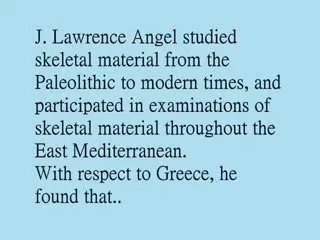 J. Lawrence Angel studied
skeletal material from the
Paleolithic to modern times, and
participated in examinations of
skeletal material throughout the
East Mediterranean.
With respect to Greece, he
found that..